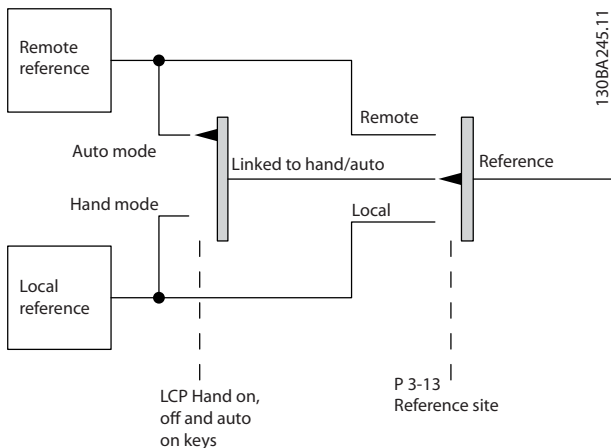 130BA245.11
Remote
reference
Remote
Auto mode
Linked to hand/auto
Reference
Hand mode
Local
Local
reference
LCP Hand on,
off and auto
on keys
P 3-13
Reference site